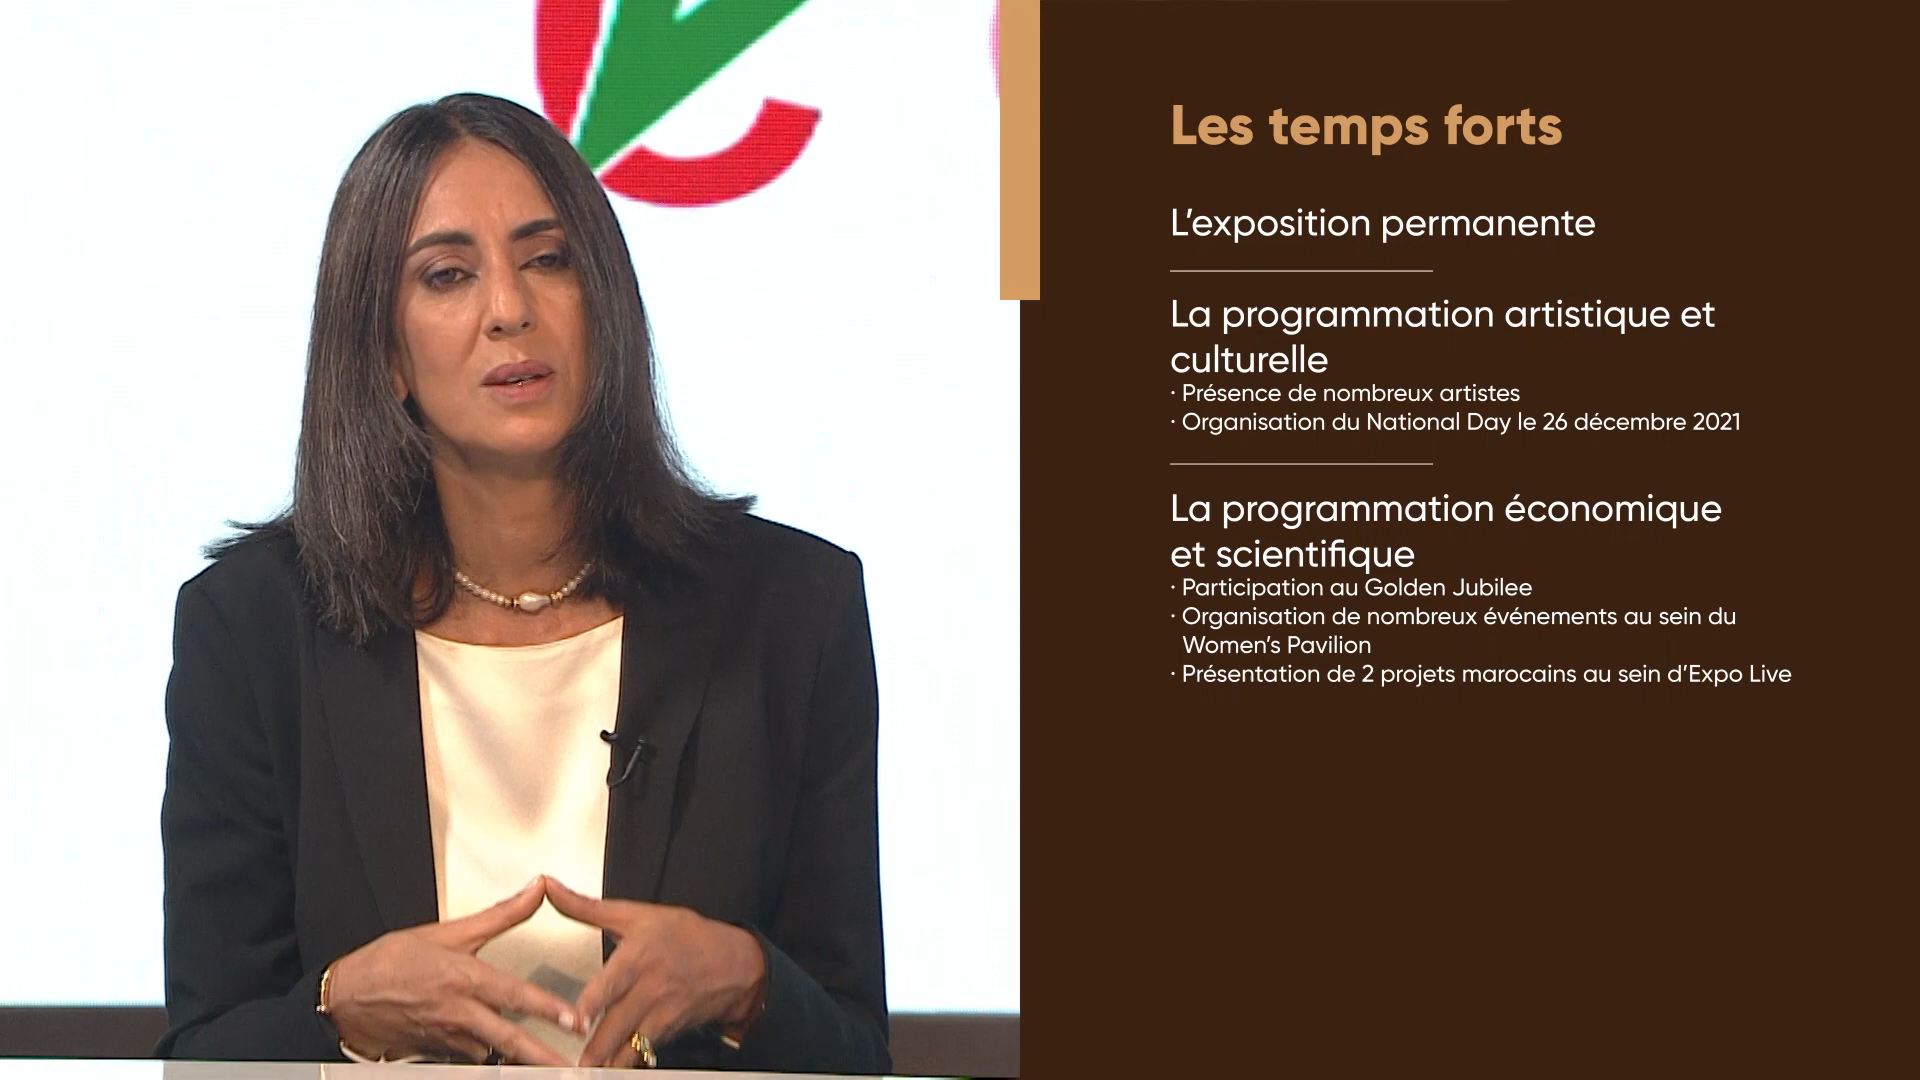 Les temps forts
L’exposition permanente
La programmation artistique et
culturelle
· Présence de nombreux artistes
· Organisation du National Day le 26 décembre 2021
La programmation économique
et scientifique
· Participation au Golden Jubilee
· Organisation de nombreux événements au sein du
Women’s Pavilion
· Présentation de 2 projets marocains au sein d’Expo Live